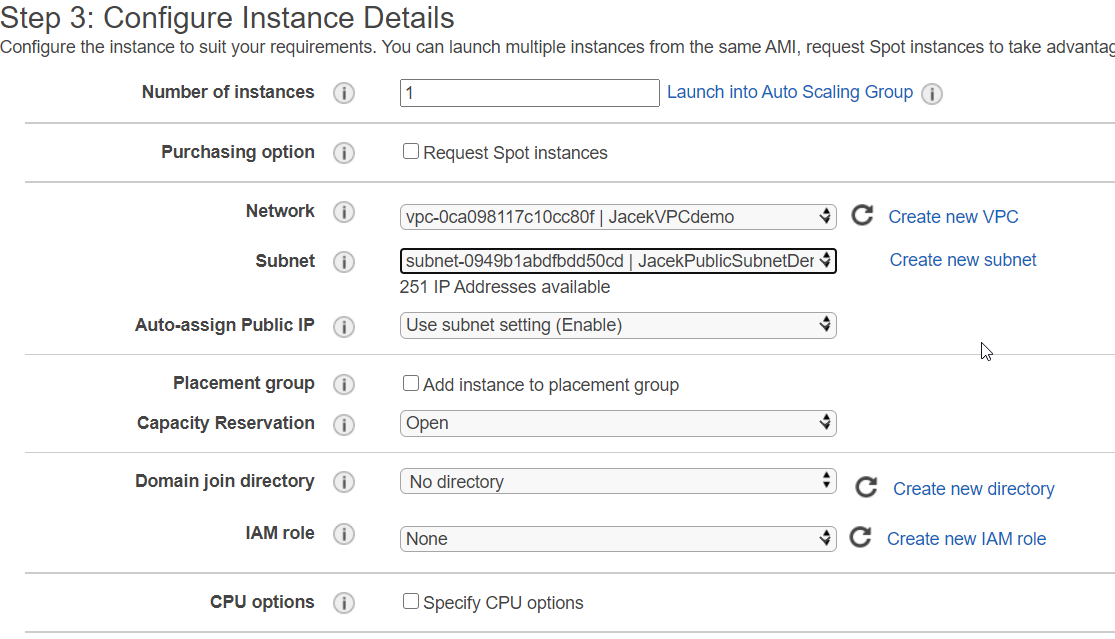 Step 3: Configure Instance Details
Configure the instance to suit your requirements. You can launch multiple instances from the same AMI, request Spot instances to take advantag
Number of instances 1 Launch into Auto Scaling Group
Purchasing option Request Spot instances
Network vpc-0ca098117c10cc80f | JacekVPCdemo Create new VPC
Subnet subnet-0949b1abdfbdd50cd | JacekPublicSubnetDer Create new subnet
251 IP Addresses available
Auto-assign Public IP Use subnet setting (Enable)
Placement group Add instance to placement group
Capacity Reservation Open
Domain join directory No directory Create new directory
IAM role None Create new IAM role
CPU options Specify CPU options